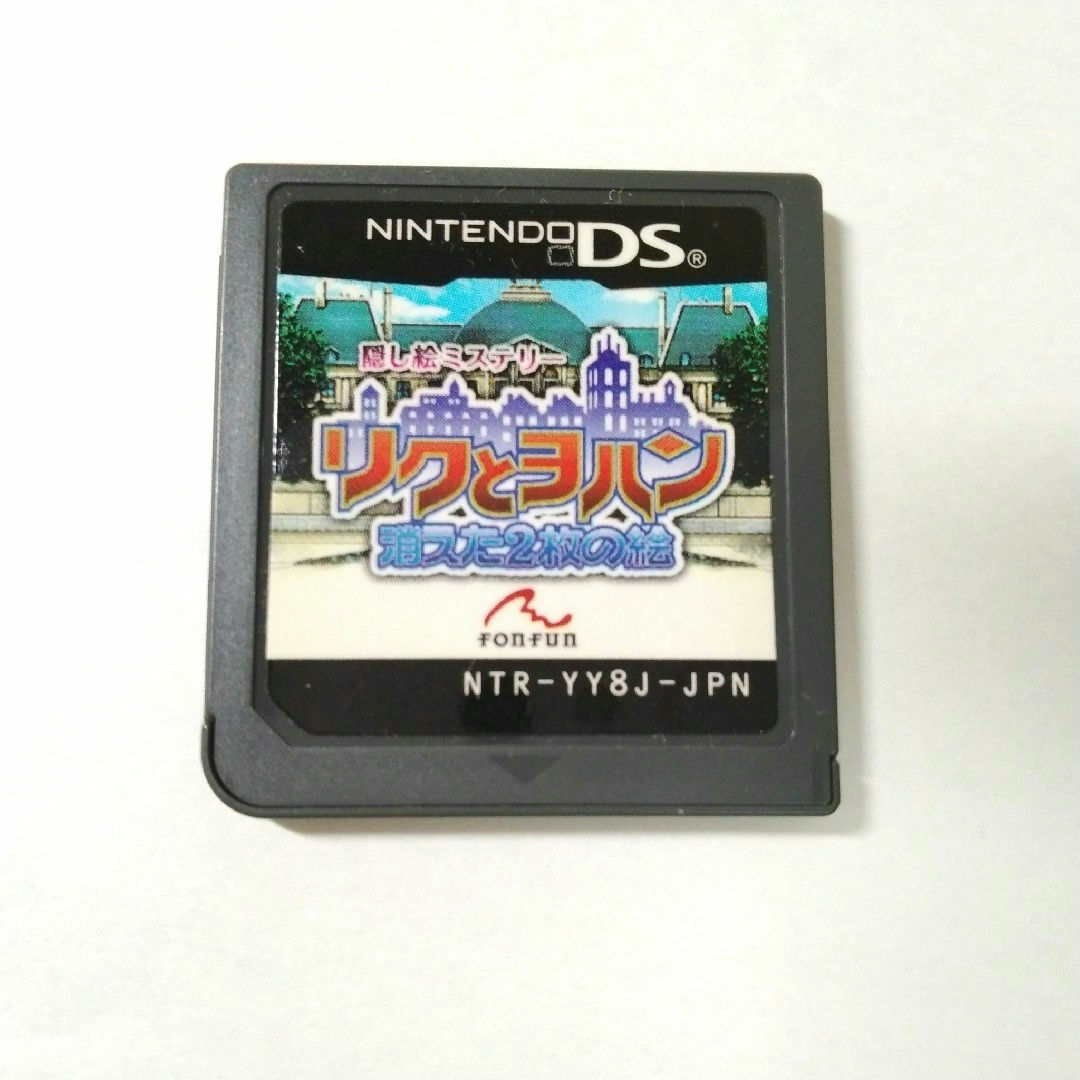 NINTENDO DS®
隠し絵ミステリー
リクとヨハン
消えた2枚の絵
fonfun
NTR-YY8J-JPN